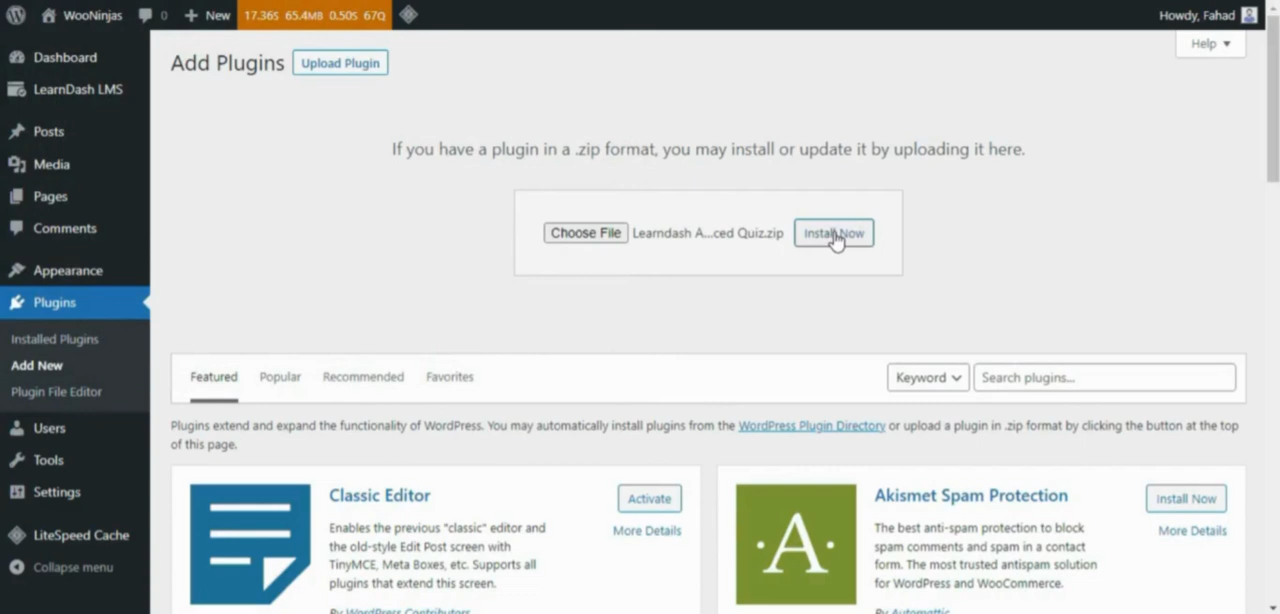 WooNinjas 0 New 17.36S 65.4MB 0.50S 67Q Howdy, Fahad
Help
Dashboard
LearnDash LMS
Posts
Media
Pages
Comments
Appearance
Plugins
Installed Plugins
Add New
Plugin File Editor
Users
Tools
Settings
LiteSpeed Cache
Collapse menu
Add Plugins Upload Plugin
If you have a plugin in a .zip format, you may install or update it by uploading it here.
Choose File Learndash A...ced Quiz.zip Install Now
Featured Popular Recommended Favorites Keyword Search plugins...
Plugins extend and expand the functionality of WordPress. You may automatically install plugins from the WordPress Plugin Directory or upload a plugin in .zip format by clicking the button at the top
of this page.
Classic Editor
Activate
More Details
Enables the previous "classic" editor and
the old-style Edit Post screen with
TinyMCE, Meta Boxes, etc. Supports all
plugins that extend this screen.
By WordPress Contributors
·A·
Akismet Spam Protection
Install Now
More Details
The best anti-spam protection to block
spam comments and spam in a contact
form. The most trusted antispam solution
for WordPress and WooCommerce.
By Automattic